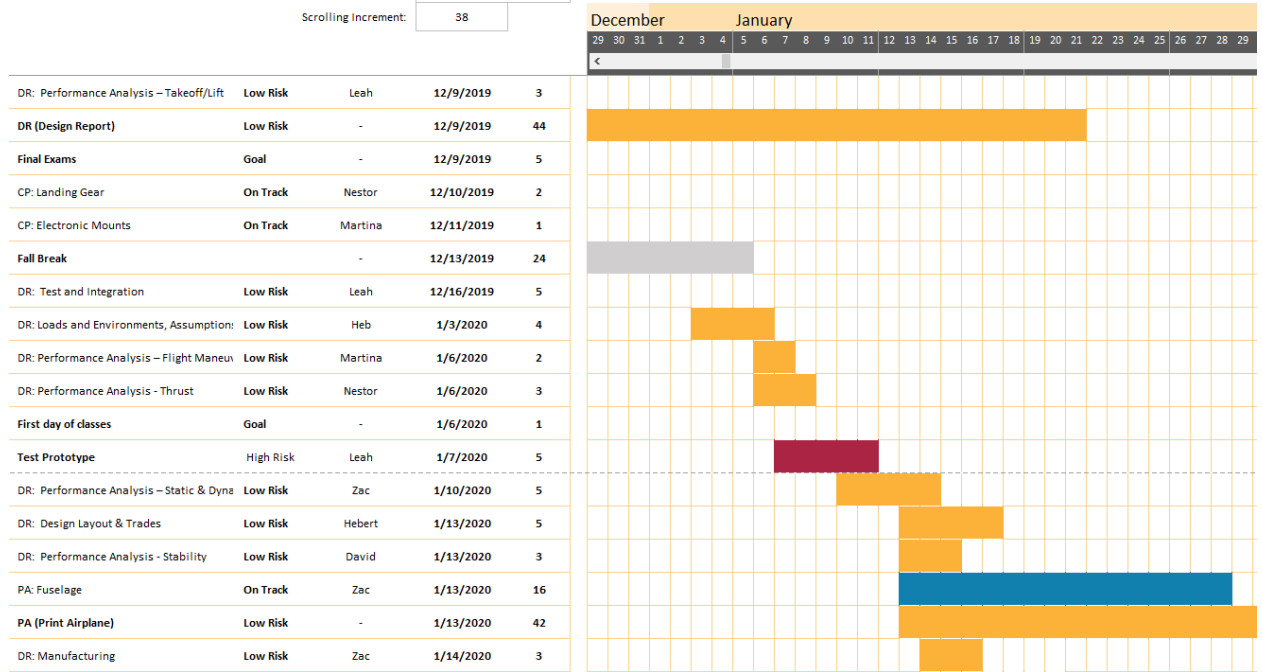 Scrolling Increment: 38
December January
29 30 31 1 2 3 4 5 6 7 8 9 10 11 12 13 14 15 16 17 18 19 20 21 22 23 24 25 26 27 28 29
DR: Performance Analysis – Takeoff/Lift Low Risk Leah 12/9/2019 3
DR (Design Report) Low Risk - 12/9/2019 44
Final Exams Goal - 12/9/2019 5
CP: Landing Gear On Track Nestor 12/10/2019 2
CP: Electronic Mounts On Track Martina 12/11/2019 1
Fall Break - 12/13/2019 24
DR: Test and Integration Low Risk Leah 12/16/2019 5
DR: Loads and Environments, Assumptions Low Risk Heb 1/3/2020 4
DR: Performance Analysis – Flight Maneuv Low Risk Martina 1/6/2020 2
DR: Performance Analysis - Thrust Low Risk Nestor 1/6/2020 3
First day of classes Goal - 1/6/2020 1
Test Prototype High Risk Leah 1/7/2020 5
DR: Performance Analysis – Static & Dyna Low Risk Zac 1/10/2020 5
DR: Design Layout & Trades Low Risk Hebert 1/13/2020 5
DR: Performance Analysis - Stability Low Risk David 1/13/2020 3
PA: Fuselage On Track Zac 1/13/2020 16
PA (Print Airplane) Low Risk - 1/13/2020 42
DR: Manufacturing Low Risk Zac 1/14/2020 3